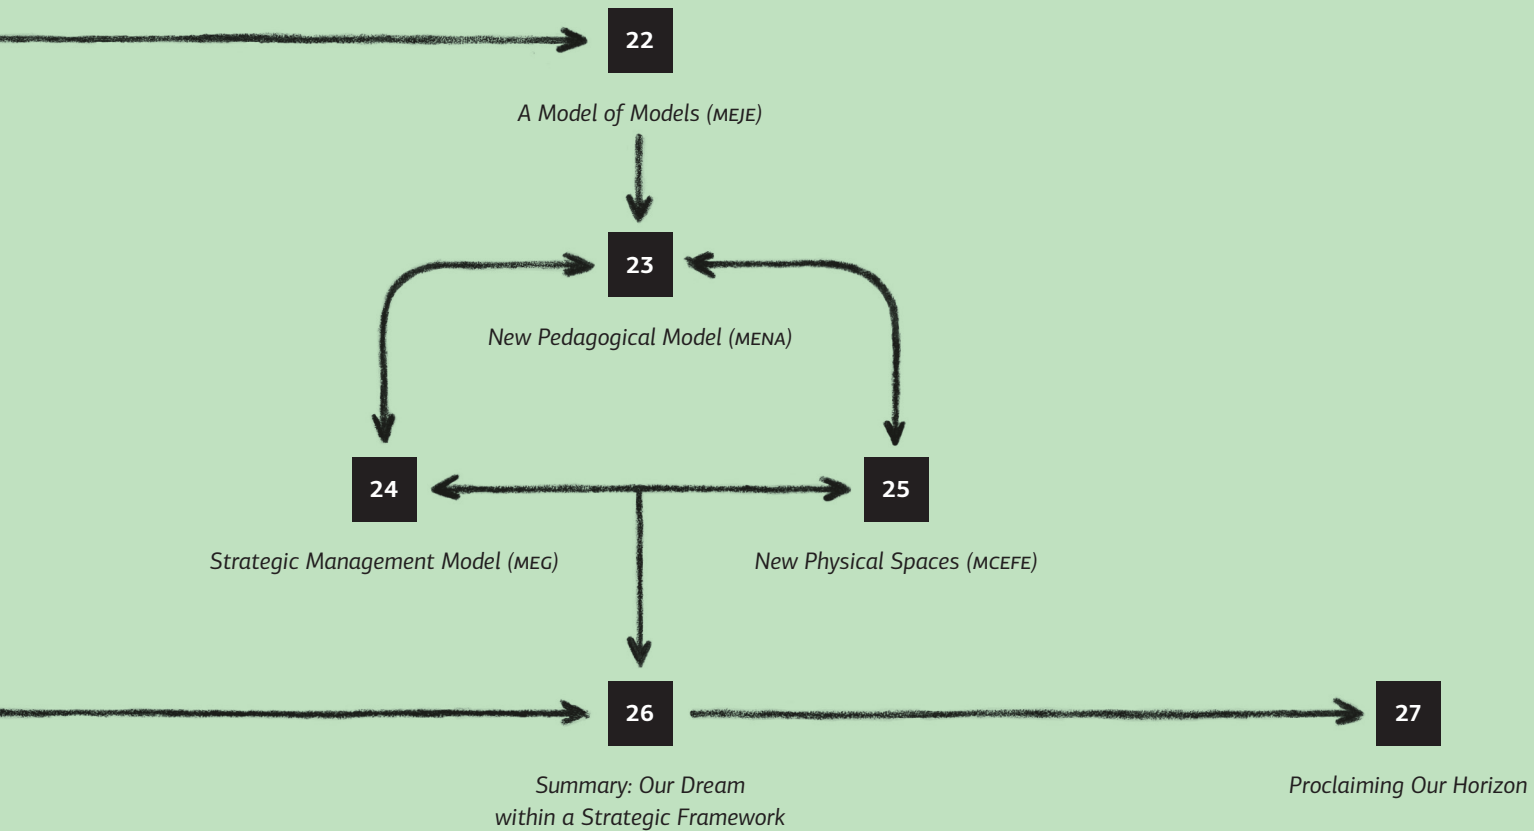 22
A Model of Models (MEJE)
23
New Pedagogical Model (MENA)
24
25
Strategic Management Model (MEG)
New Physical Spaces (MCEFE)
26
27
Summary: Our Dream
within a Strategic Framework
Proclaiming Our Horizon